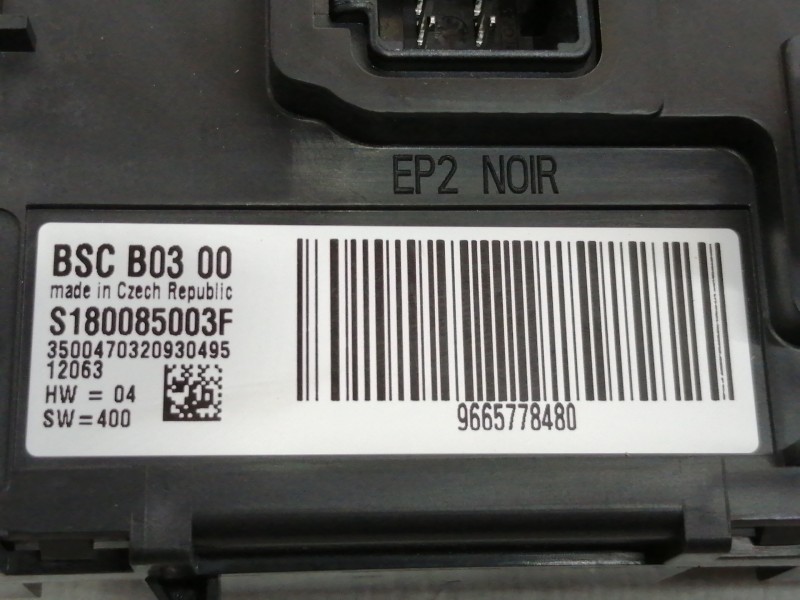 EP2 NOIR
BSC B03 00
made in Czech Republic
S180085003F
3500470320930495
12063
HW = 04
SW=400
9665778480